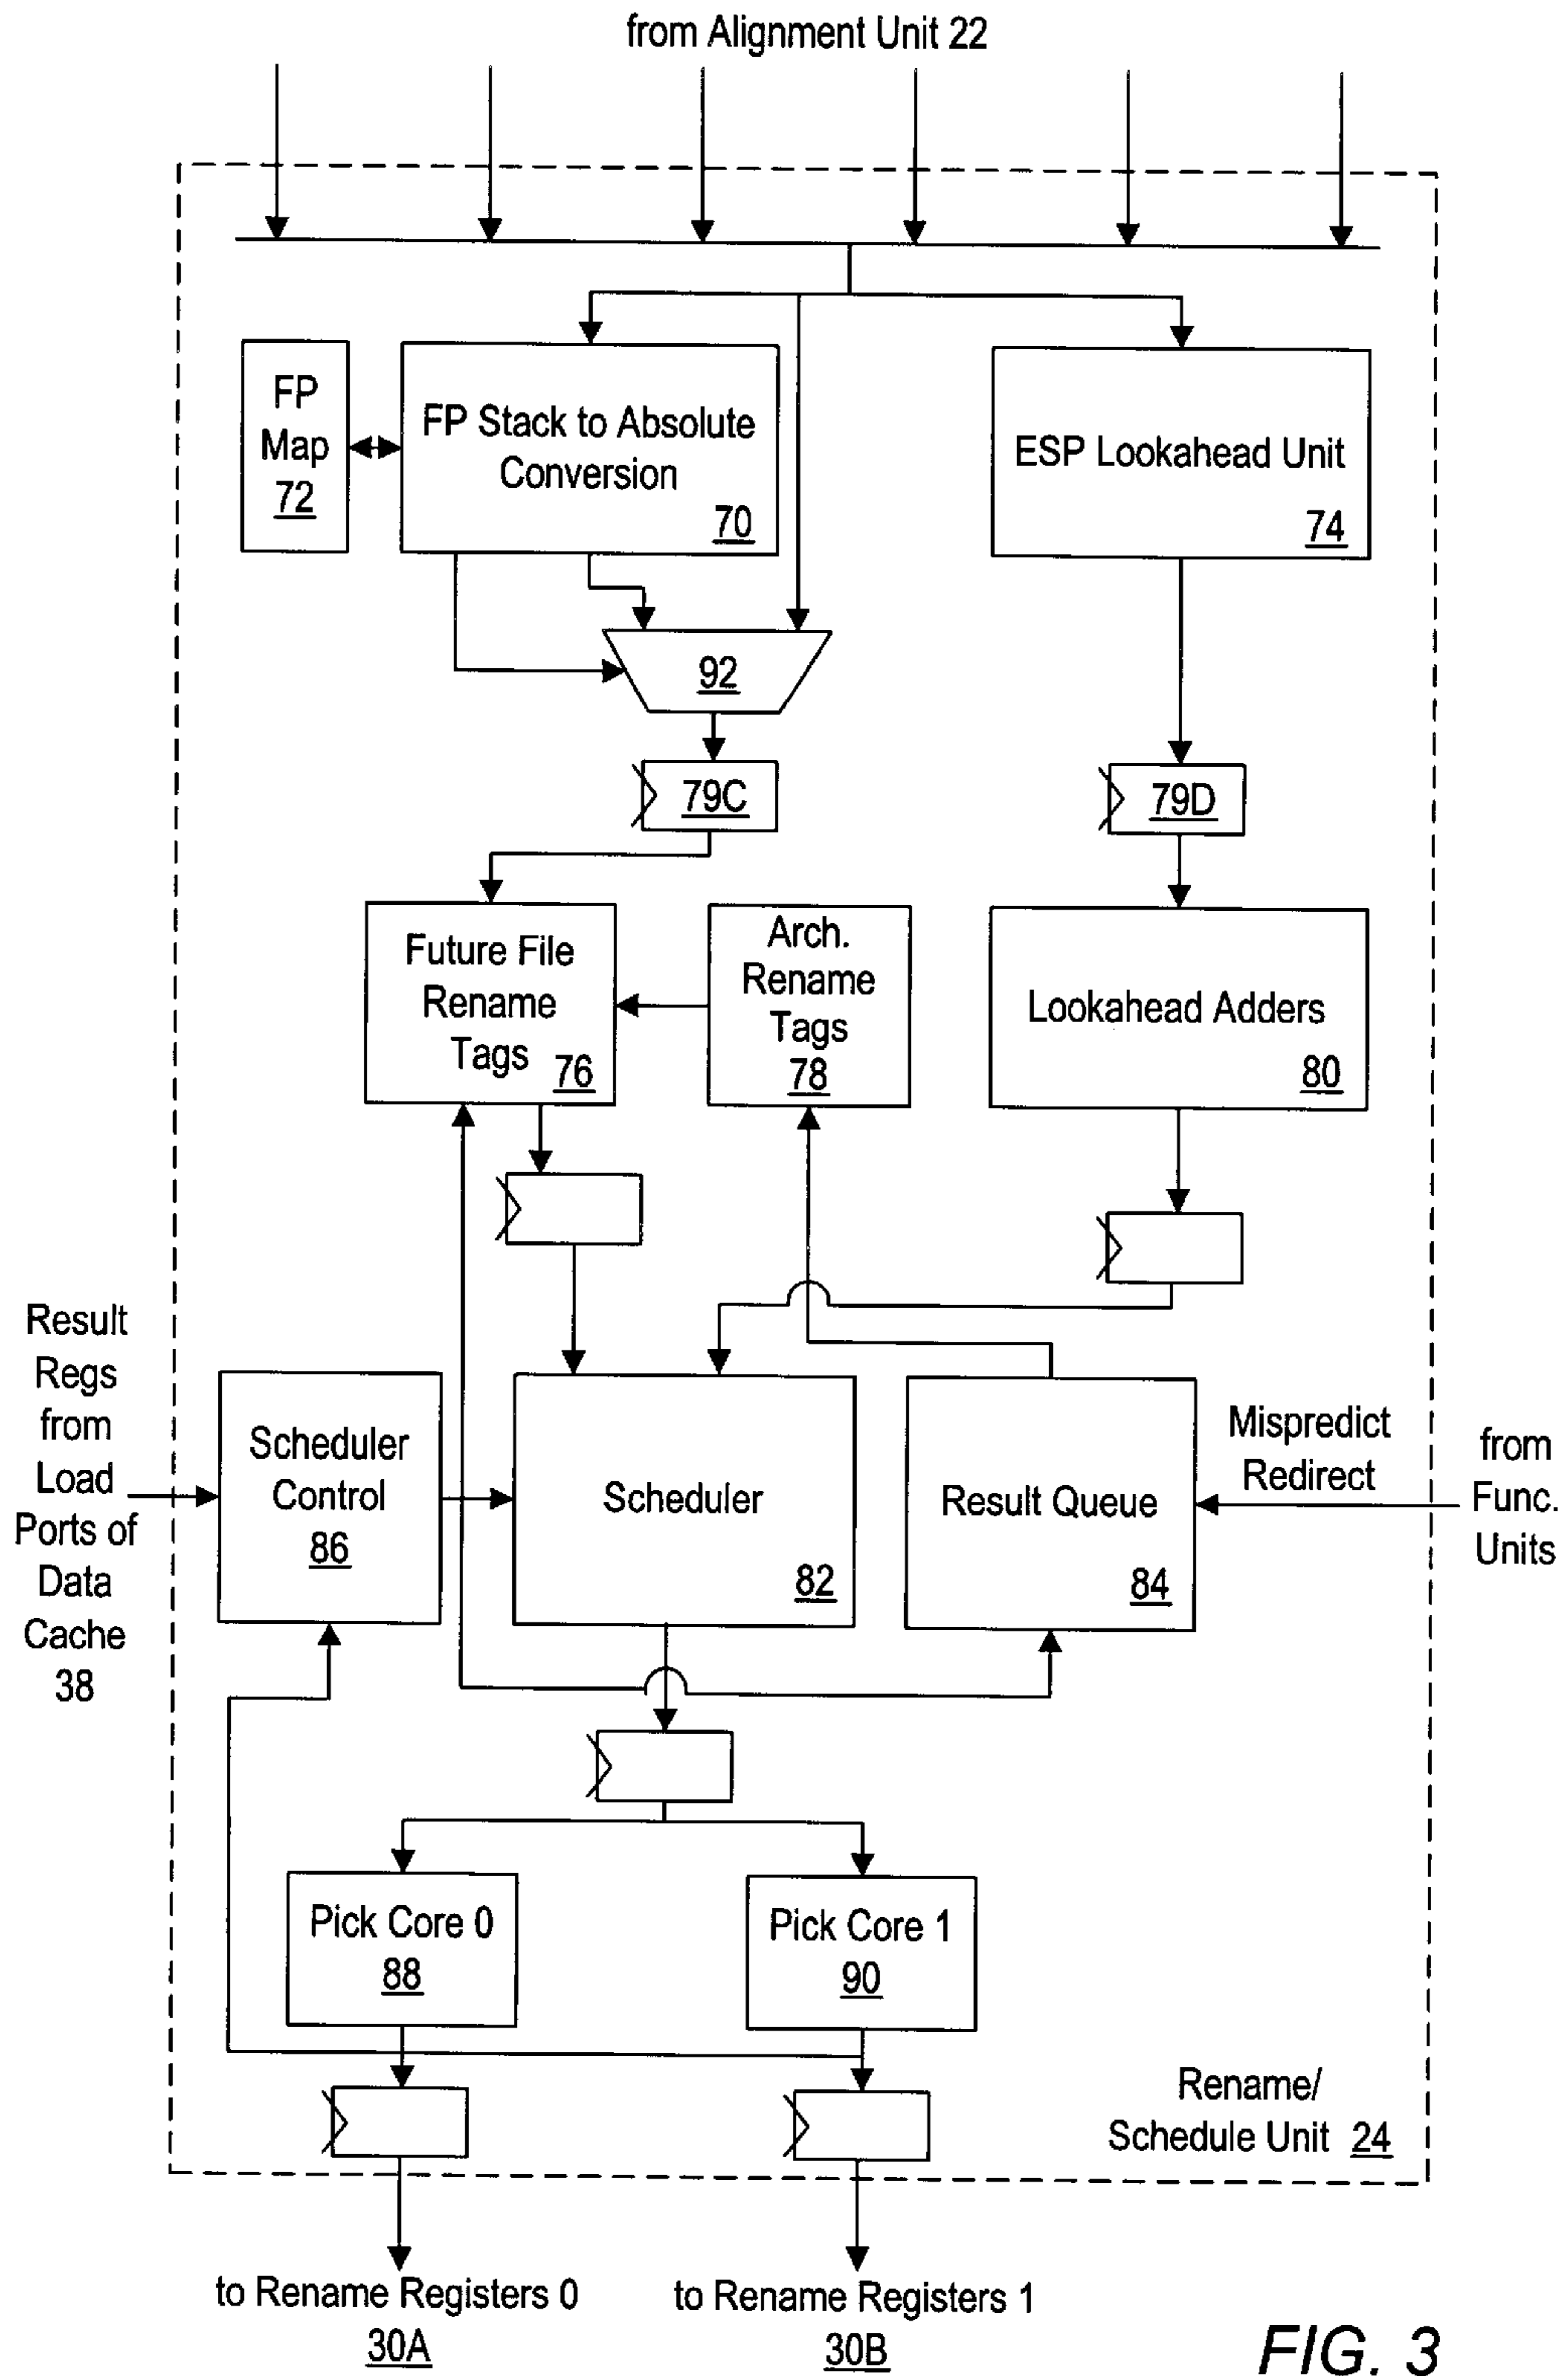 from Alignment Unit 22
FP
Map
72
FP Stack to Absolute
Conversion
70
ESP Lookahead Unit
74
92
79C
79D
Future File
Rename
Tags
76
Arch.
Rename
Tags
78
Lookahead Adders
80
Result
Regs
from
Load
Ports of
Data
Cache
38
Scheduler
Control
86
Scheduler
82
Result Queue
84
Mispredict
Redirect
from
Func.
Units
Pick Core 0
88
Pick Core 1
90
Rename/
Schedule Unit 24
to Rename Registers 0
30A
to Rename Registers 1
30B
FIG. 3